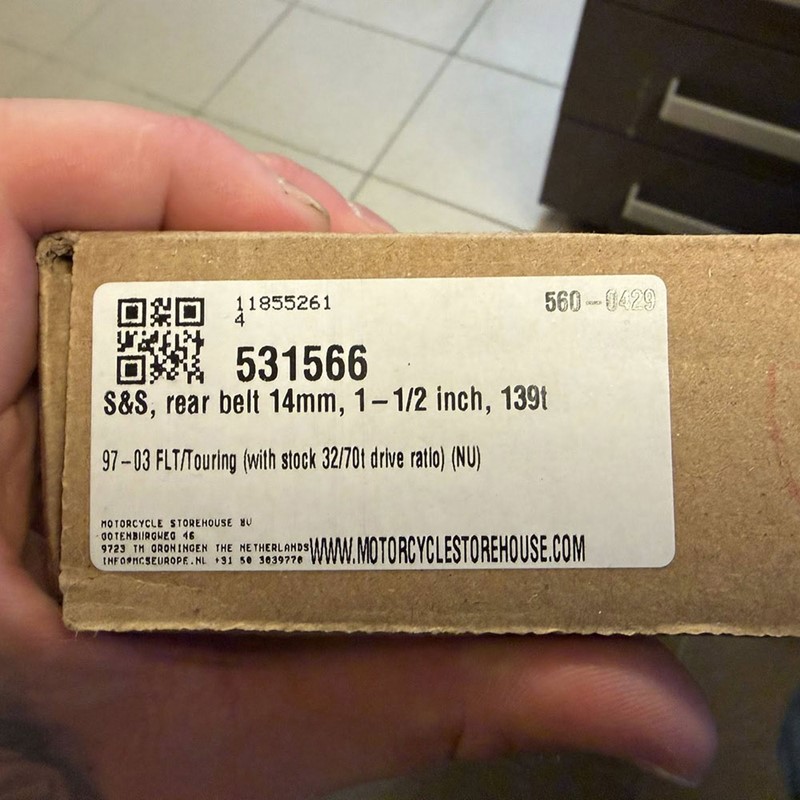 11855261
4
560-0429
531566
S&S, rear belt 14mm, 1-1/2 inch, 139t
97-03 FLT/Touring (with stock 32/70t drive ratio) (NU)
MOTORCYCLE STOREHOUSE BV
GOTENBURGWEG 46
9723 TM GRONINGEN THE NETHERLANDS
INFO@MCSEUROPE.NL +31 50 3039770
WWW.MOTORCYCLESTOREHOUSE.COM